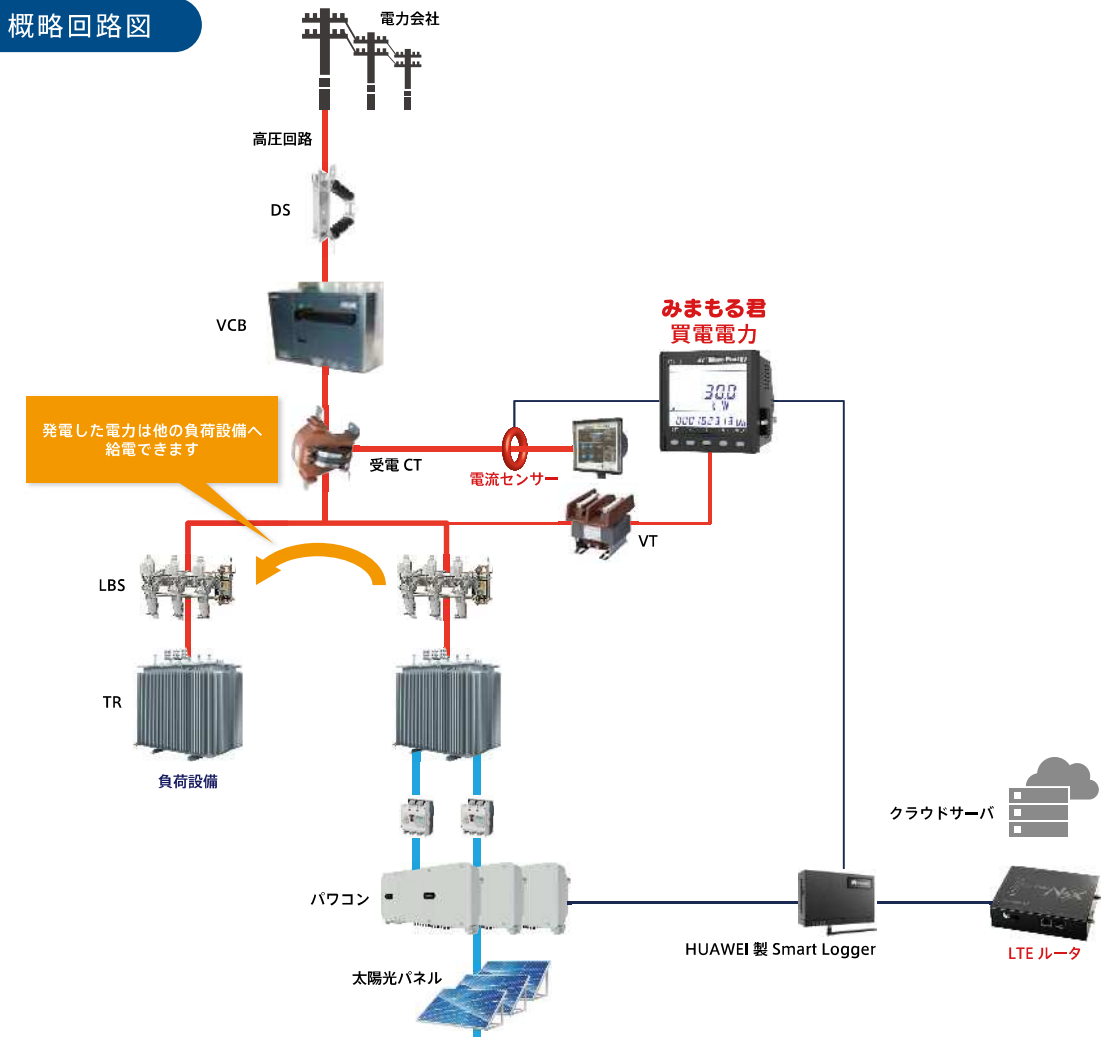 概略回路図
電力会社
高圧回路
DS
VCB
みまもる君
買電電力
30.0
発電した電力は他の負荷設備へ
給電できます
受電 CT
電流センサー
VT
LBS
TR
負荷設備
クラウドサーバ
パワコン
HUAWEI 製 Smart Logger
LTE ルータ
太陽光パネル